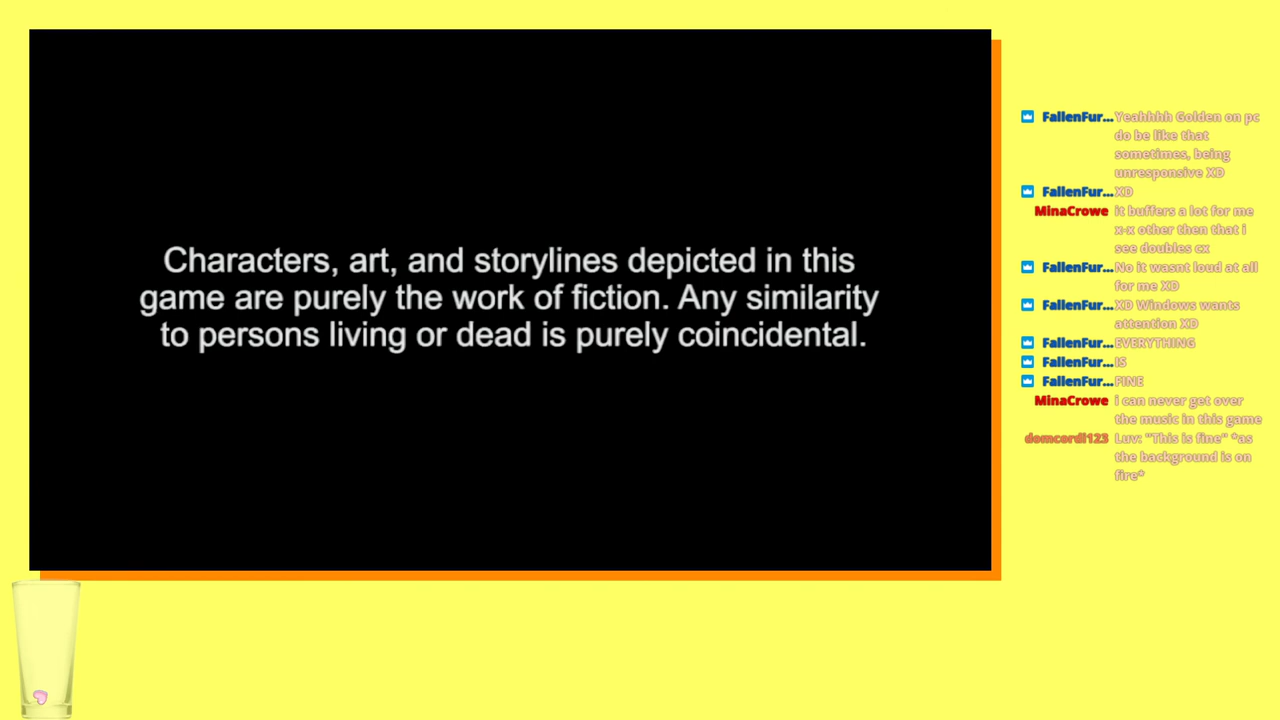 Characters, art, and storylines depicted in this
game are purely the work of fiction. Any similarity
to persons living or dead is purely coincidental.
FallenFur... Yeahhhh Golden on pc
do be like that
sometimes, being
unresponsive XD
FallenFur... XD
MinaCrowe it buffers a lot for me
x-x other then that i
see doubles cx
FallenFur... No it wasnt loud at all
for me XD
FallenFur... XD Windows wants
attention XD
FallenFur... EVERYTHING
FallenFur... IS
FallenFur... FINE
MinaCrowe i can never get over
the music in this game
domcordi123 Luv: "This is fine" *as
the background is on
fire*